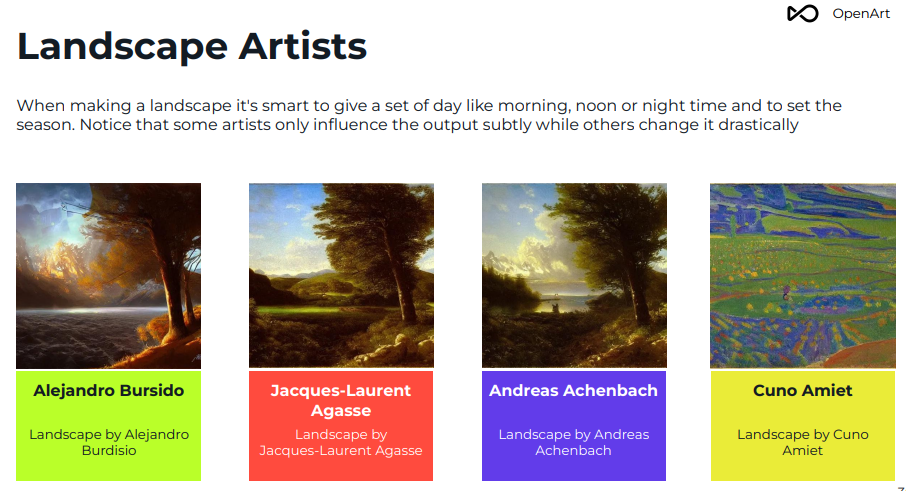 OpenArt
Landscape Artists
When making a landscape it's smart to give a set of day like morning, noon or night time and to set the
season. Notice that some artists only influence the output subtly while others change it drastically
Alejandro Bursido
Landscape by Alejandro
Burdisio
Jacques-Laurent
Agasse
Landscape by
Jacques-Laurent Agasse
Andreas Achenbach
Landscape by Andreas
Achenbach
Cuno Amiet
Landscape by Cuno
Amiet